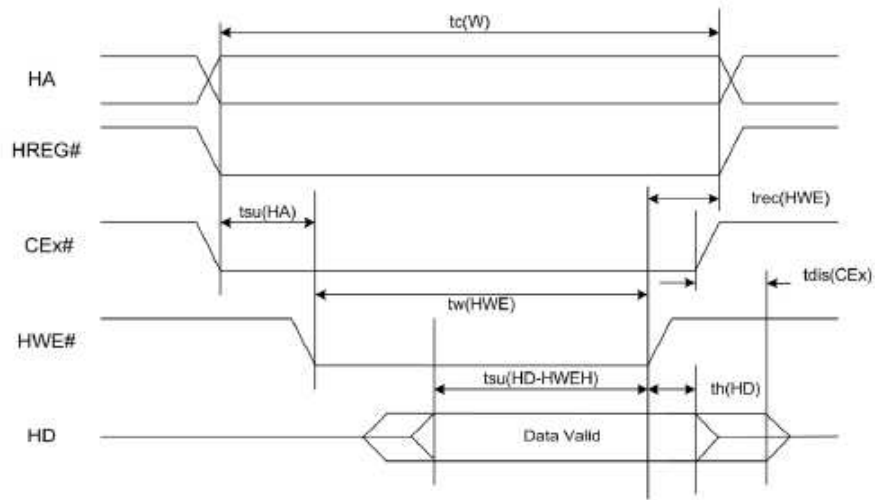 tc(W)
HA
HREG#
tsu(HA)
trec(HWE)
CEx#
tdis(CEx)
tw(HWE)
HWE#
tsu(HD-HWEH)
th(HD)
HD
Data Valid